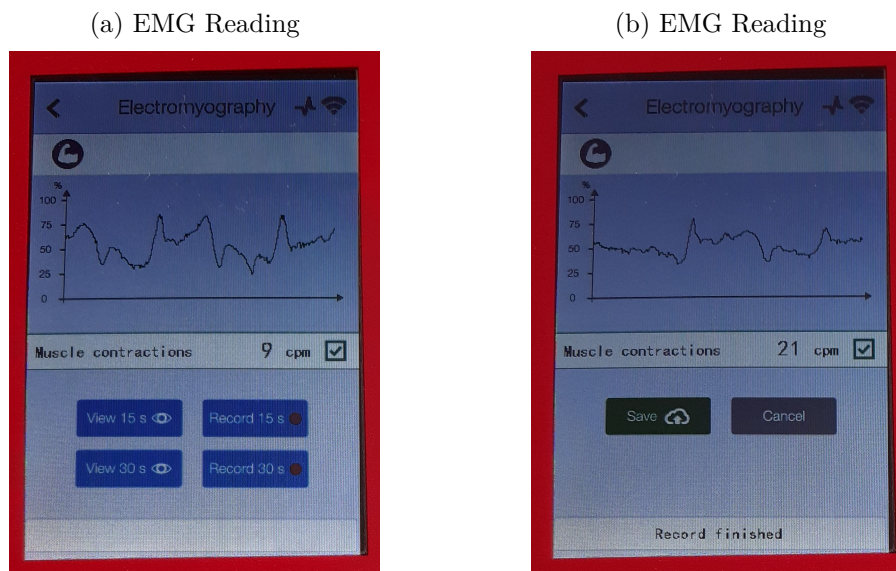 (a) EMG Reading
Electromyography
%
100
75
50
25
0
Muscle contractions 9 cpm
View 15 s
Record 15 s
View 30 s
Record 30 s
(b) EMG Reading
Electromyography
%
100
75
50
25
0
Muscle contractions 21 cpm
Save
Cancel
Record finished